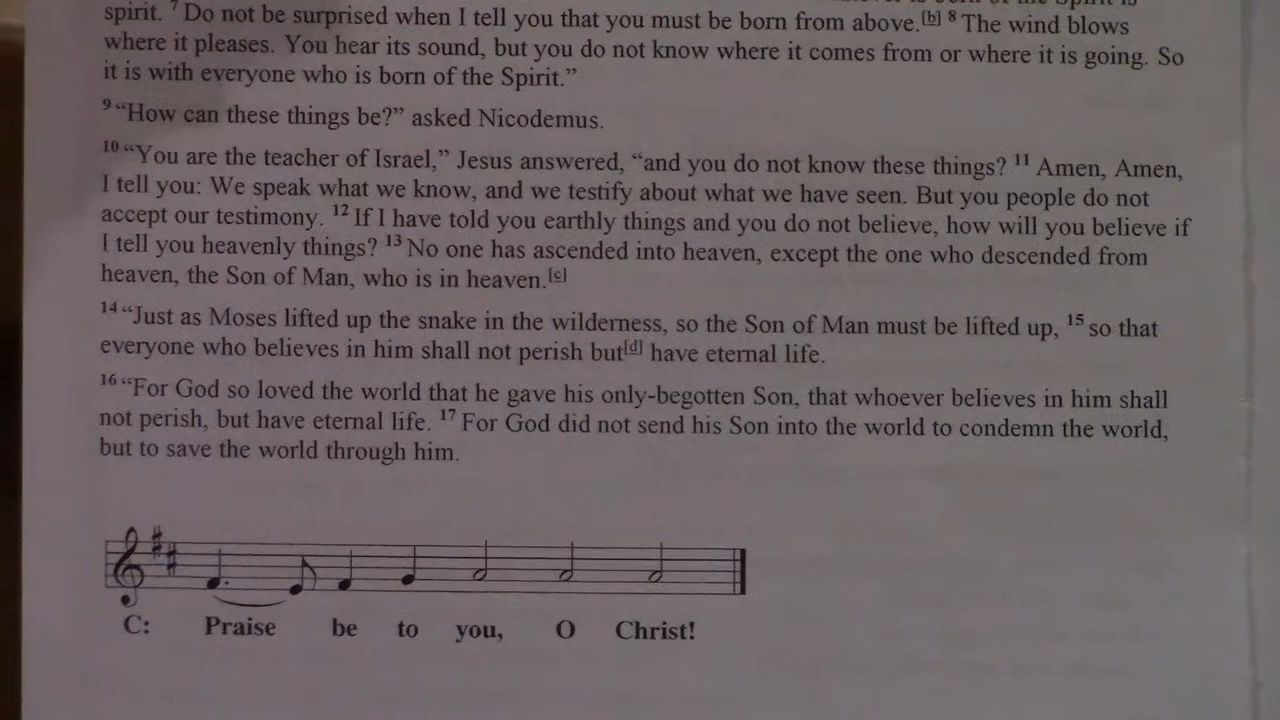 spirit. 7 Do not be surprised when I tell you that you must be born from above.[b] 8 The wind blows
where it pleases. You hear its sound, but you do not know where it comes from or where it is going. So
it is with everyone who is born of the Spirit.”
9 “How can these things be?” asked Nicodemus.
10 “You are the teacher of Israel,” Jesus answered, “and you do not know these things? 11 Amen, Amen,
I tell you: We speak what we know, and we testify about what we have seen. But you people do not
accept our testimony. 12 If I have told you earthly things and you do not believe, how will you believe if
I tell you heavenly things? 13 No one has ascended into heaven, except the one who descended from
heaven, the Son of Man, who is in heaven.[c]
14 “Just as Moses lifted up the snake in the wilderness, so the Son of Man must be lifted up, 15 so that
everyone who believes in him shall not perish but[d] have eternal life.
16 “For God so loved the world that he gave his only-begotten Son, that whoever believes in him shall
not perish, but have eternal life. 17 For God did not send his Son into the world to condemn the world,
but to save the world through him.
C: Praise be to you, O Christ!